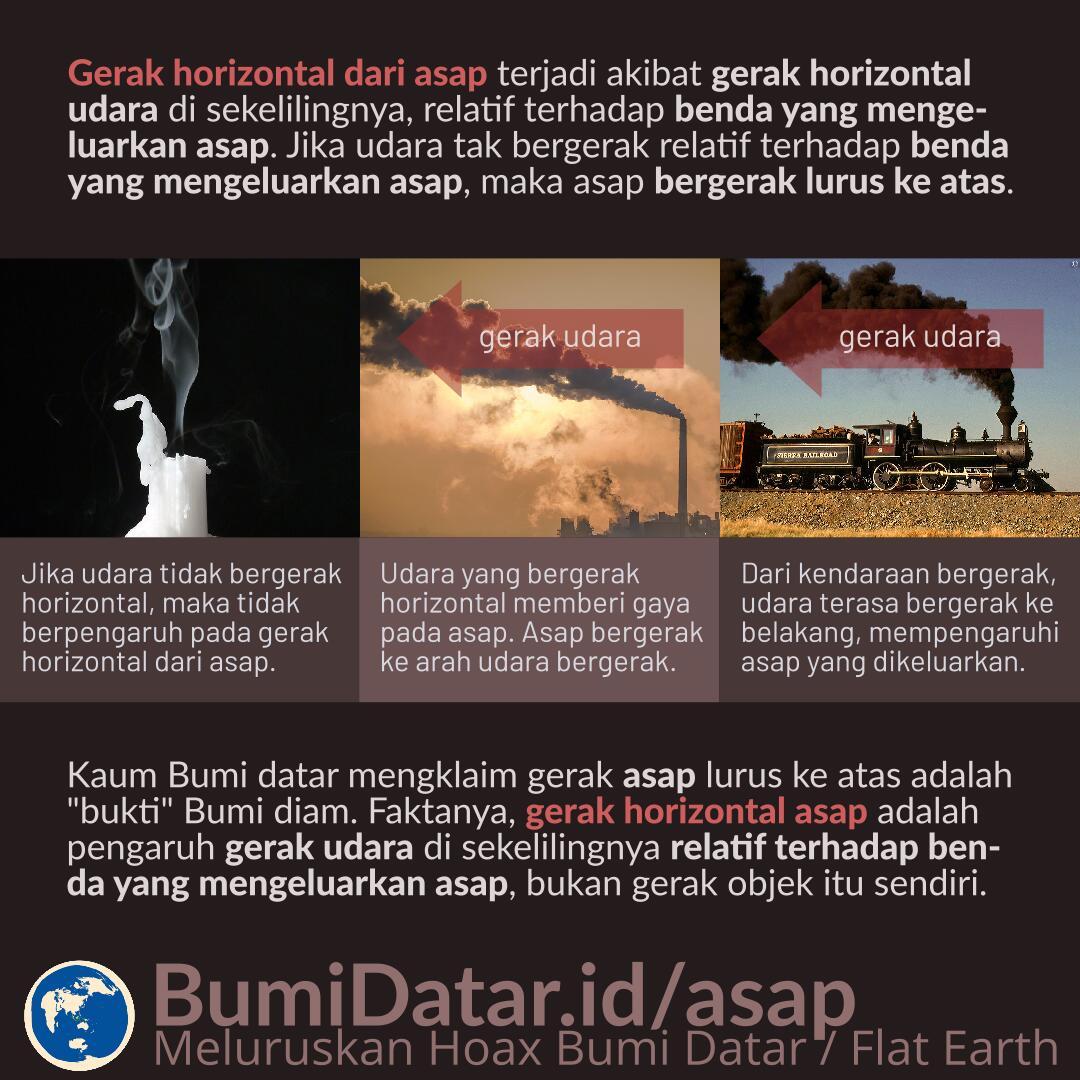 Gerak horizontal dari asap terjadi akibat gerak horizontal
udara di sekelilingnya, relatif terhadap benda yang menge-
luarkan asap. Jika udara tak bergerak relatif terhadap benda
yang mengeluarkan asap, maka asap bergerak lurus ke atas.
gerak udara
gerak udara
SIERRA RAILROAD
Jika udara tidak bergerak
horizontal, maka tidak
berpengaruh pada gerak
horizontal dari asap.
Udara yang bergerak
horizontal memberi gaya
pada asap. Asap bergerak
ke arah udara bergerak.
Dari kendaraan bergerak,
udara terasa bergerak ke
belakang, mempengaruhi
asap yang dikeluarkan.
Kaum Bumi datar mengklaim gerak asap lurus ke atas adalah
"bukti" Bumi diam. Faktanya, gerak horizontal asap adalah
pengaruh gerak udara di sekelilingnya relatif terhadap ben-
da yang mengeluarkan asap, bukan gerak objek itu sendiri.
BumiDatar.id/asap
Meluruskan Hoax Bumi Datar / Flat Earth